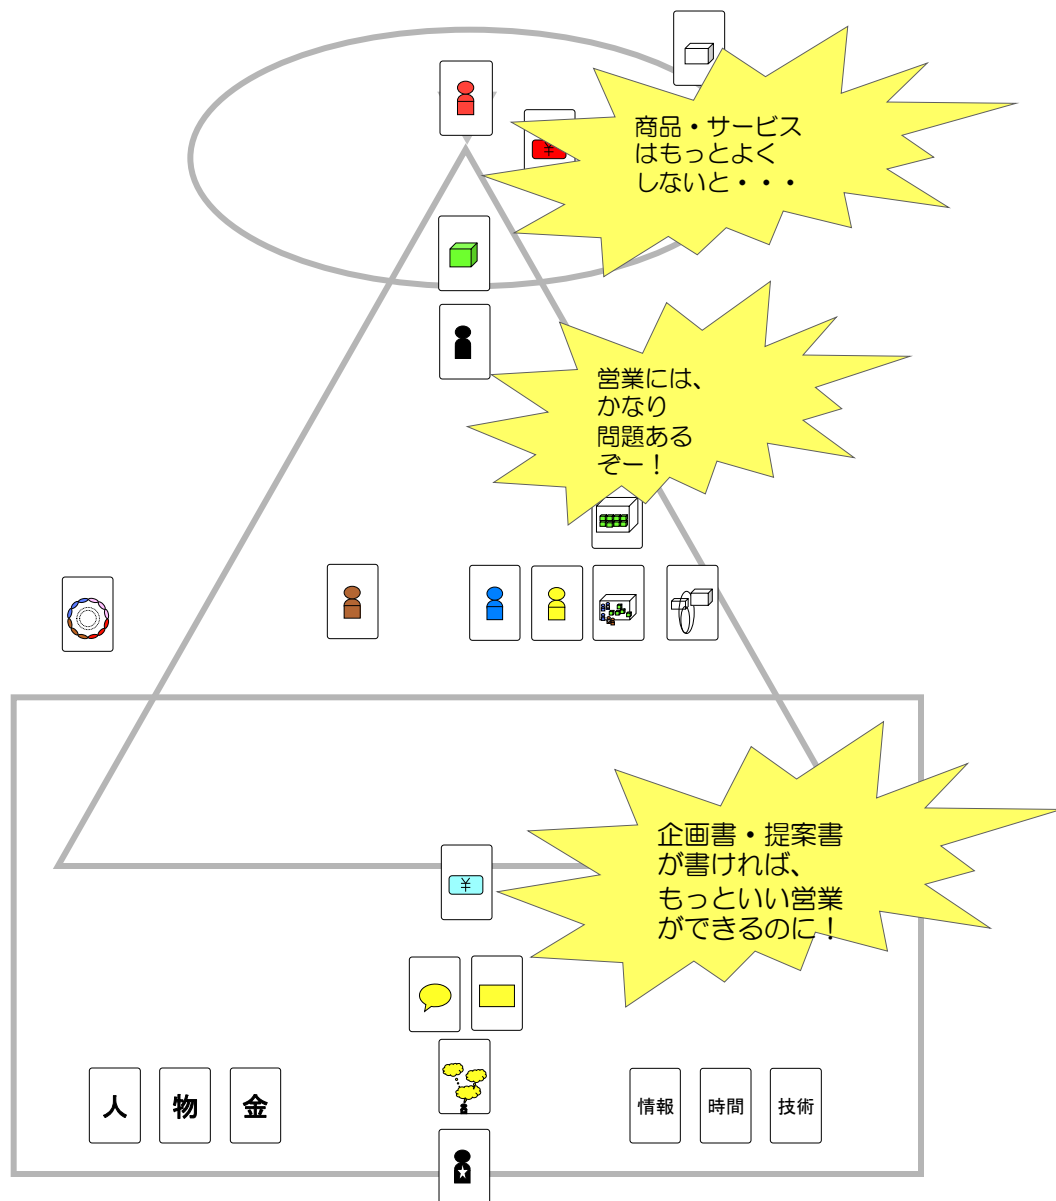 ¥
商品・サービス
はもっとよく
しないと・・・
営業には、
かなり
問題ある
ぞー！
企画書・提案書
が書ければ、
もっといい営業
ができるのに！
¥
人
物
金
情報
時間
技術